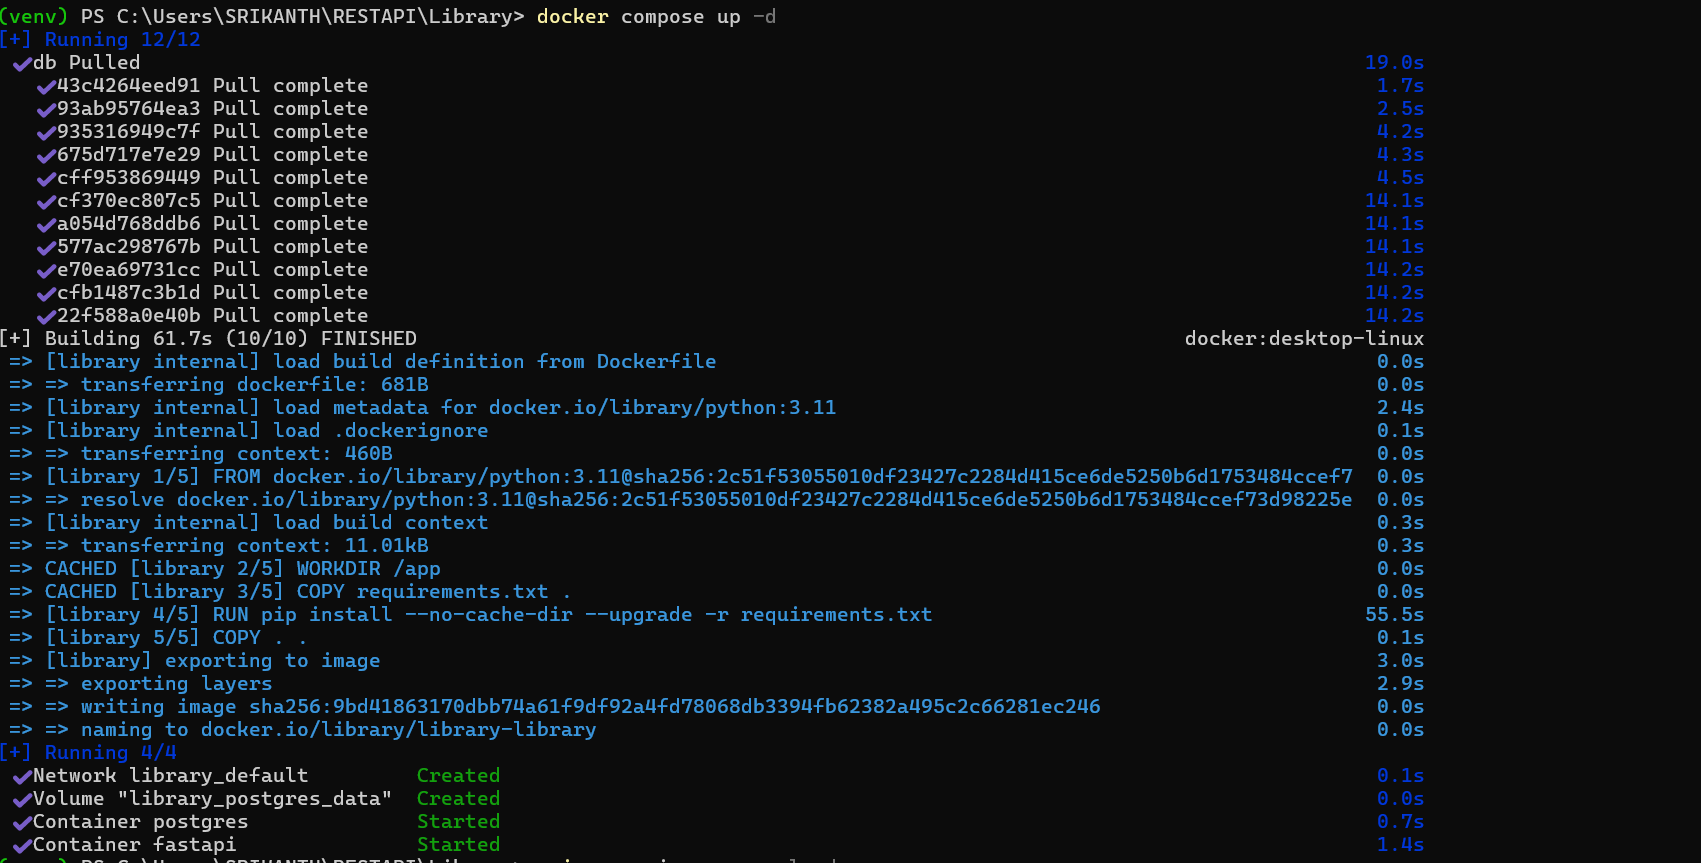 (venv) PS C:\Users\SRIKANTH\RESTAPI\Library> docker compose up -d
[+] Running 12/12
✔db Pulled 19.0s
✔43c4264eed91 Pull complete 1.7s
✔93ab95764ea3 Pull complete 2.5s
✔935316949c7f Pull complete 4.2s
✔675d717e7e29 Pull complete 4.3s
✔cff953869449 Pull complete 4.5s
✔cf370ec807c5 Pull complete 14.1s
✔a054d768ddb6 Pull complete 14.1s
✔577ac298767b Pull complete 14.1s
✔e70ea69731cc Pull complete 14.2s
✔cfb1487c3b1d Pull complete 14.2s
✔22f588a0e40b Pull complete 14.2s
[+] Building 61.7s (10/10) FINISHED docker:desktop-linux
=> [library internal] load build definition from Dockerfile 0.0s
=> => transferring dockerfile: 681B 0.0s
=> [library internal] load metadata for docker.io/library/python:3.11 2.4s
=> [library internal] load .dockerignore 0.1s
=> => transferring context: 460B 0.0s
=> [library 1/5] FROM docker.io/library/python:3.11@sha256:2c51f53055010df23427c2284d415ce6de5250b6d1753484ccef7 0.0s
=> => resolve docker.io/library/python:3.11@sha256:2c51f53055010df23427c2284d415ce6de5250b6d1753484ccef73d98225e 0.0s
=> [library internal] load build context 0.3s
=> => transferring context: 11.01kB 0.3s
=> CACHED [library 2/5] WORKDIR /app 0.0s
=> CACHED [library 3/5] COPY requirements.txt . 0.0s
=> [library 4/5] RUN pip install --no-cache-dir --upgrade -r requirements.txt 55.5s
=> [library 5/5] COPY . . 0.1s
=> [library] exporting to image 3.0s
=> => exporting layers 2.9s
=> => writing image sha256:9bd41863170dbb74a61f9df92a4fd78068db3394fb62382a495c2c66281ec246 0.0s
=> => naming to docker.io/library/library-library 0.0s
[+] Running 4/4
✔Network library_default Created 0.1s
✔Volume "library_postgres_data" Created 0.0s
✔Container postgres Started 0.7s
✔Container fastapi Started 1.4s